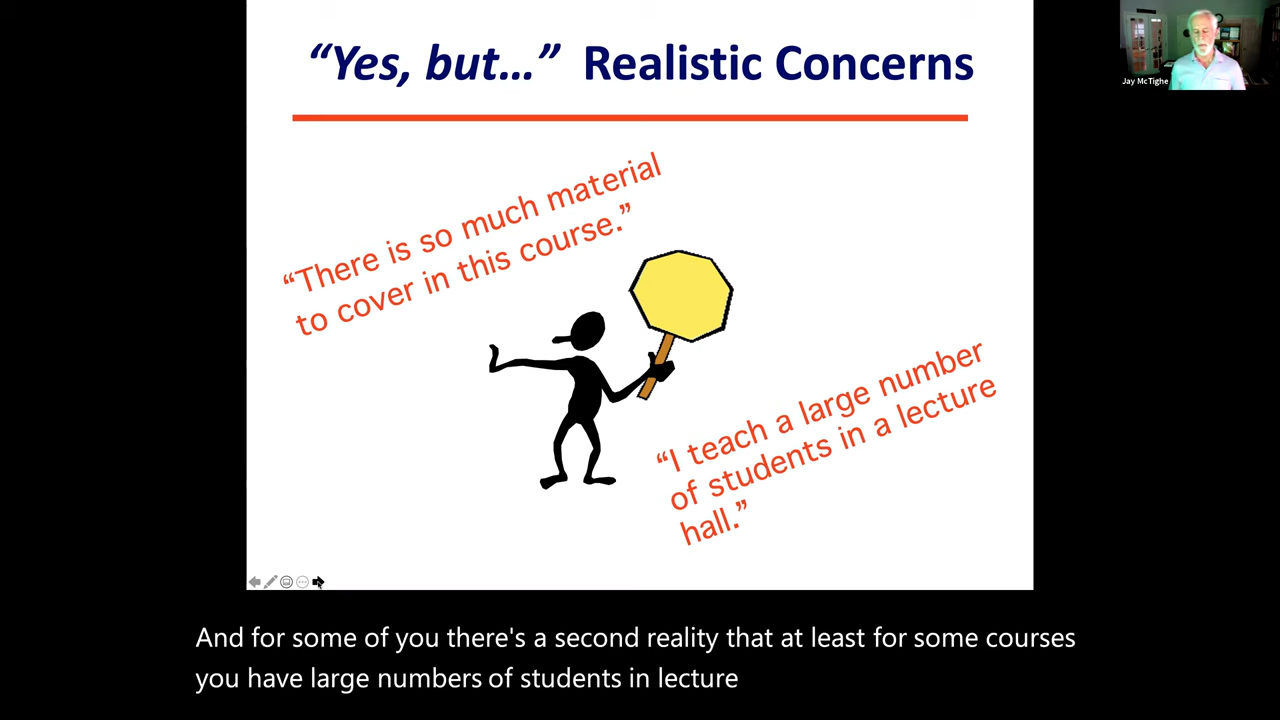 “Yes, but…” Realistic Concerns
Jay McTighe
“There is so much material
to cover in this course.”
“I teach a large number
of students in a lecture
hall.”
And for some of you there's a second reality that at least for some courses
you have large numbers of students in lecture